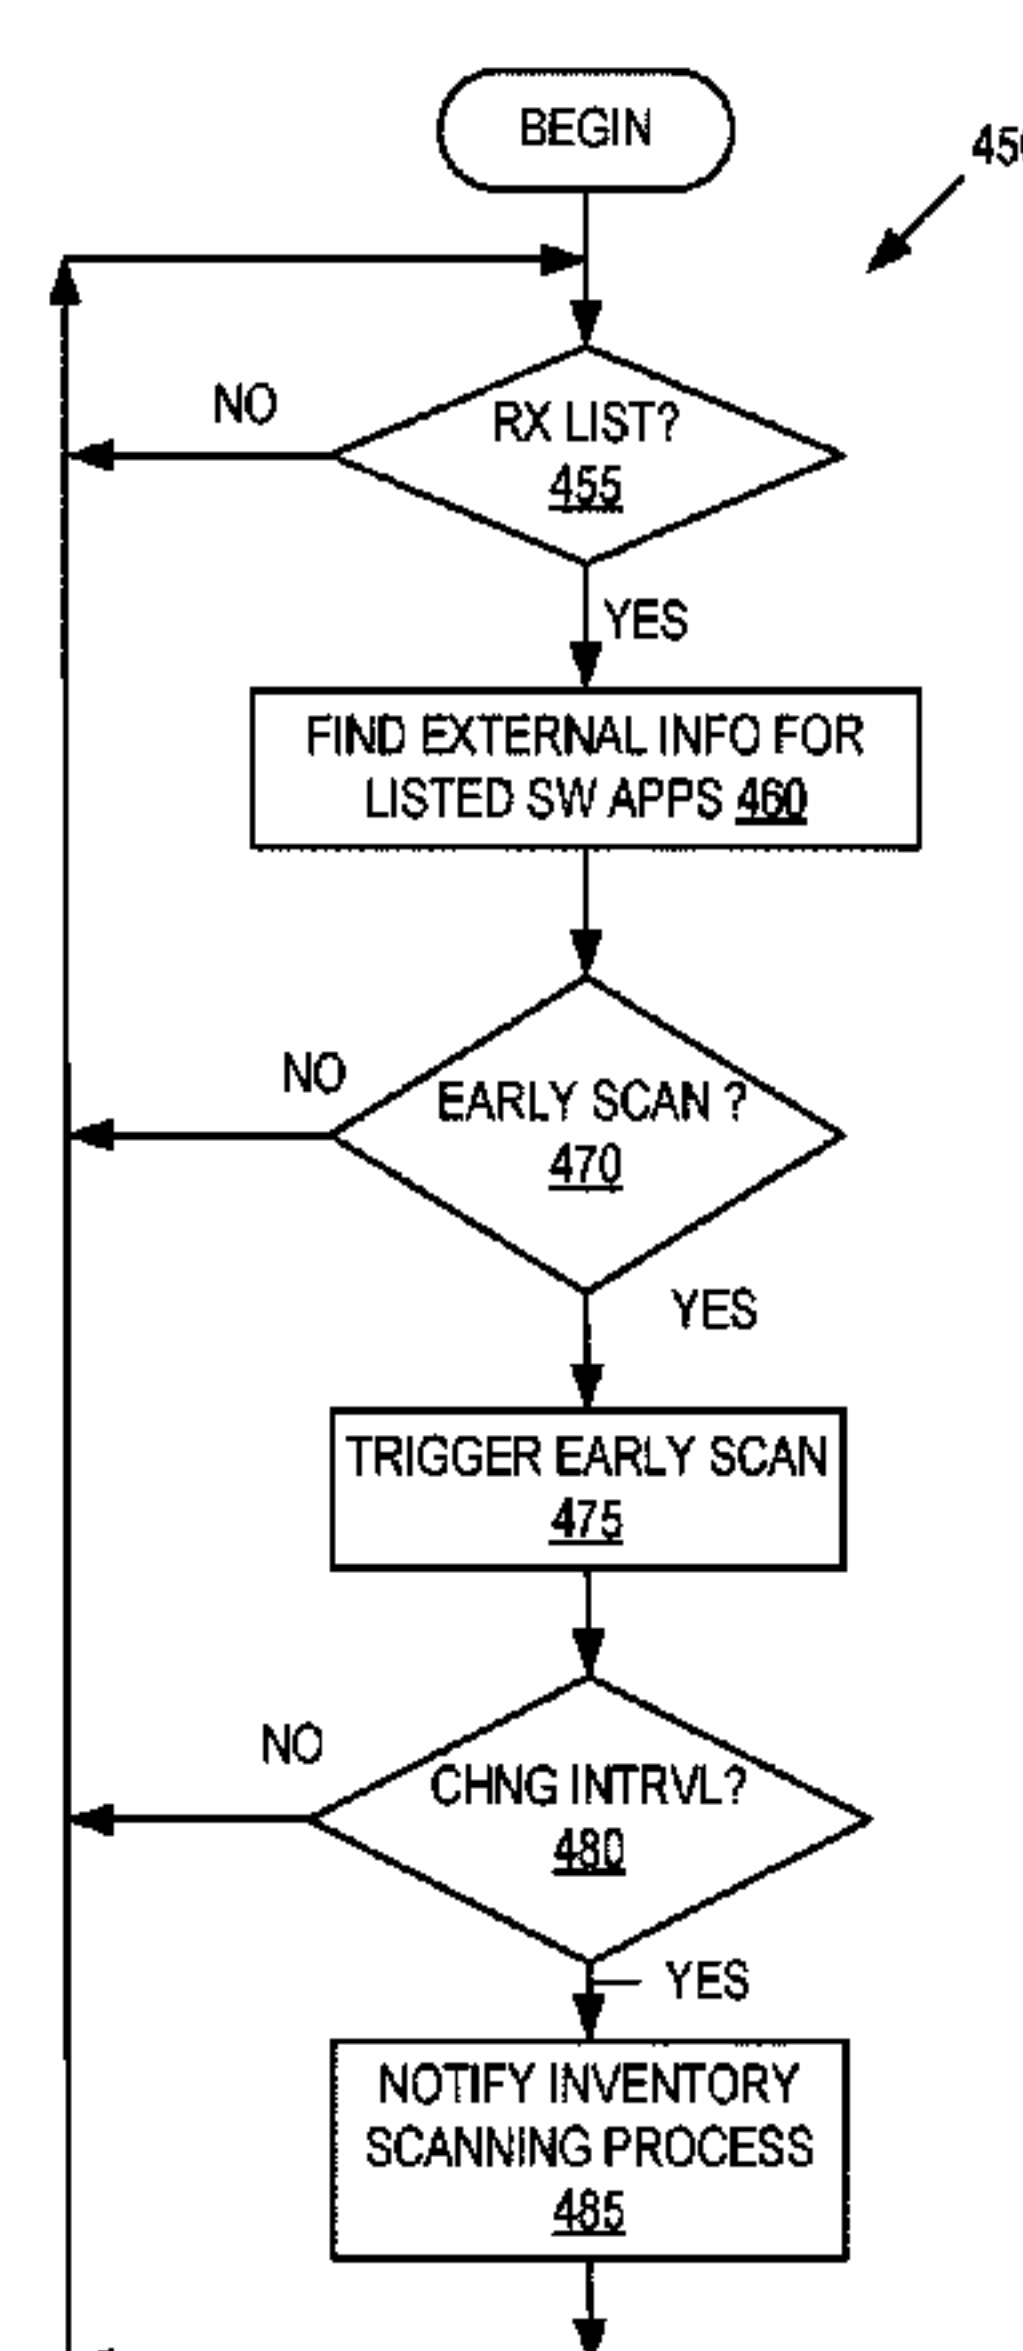 BEGIN
RX LIST?
455
NO
YES
FIND EXTERNAL INFO FOR
LISTED SW APPS 460
NO
EARLY SCAN ?
470
YES
TRIGGER EARLY SCAN
475
NO
CHNG INTRVL?
480
YES
NOTIFY INVENTORY
SCANNING PROCESS
485